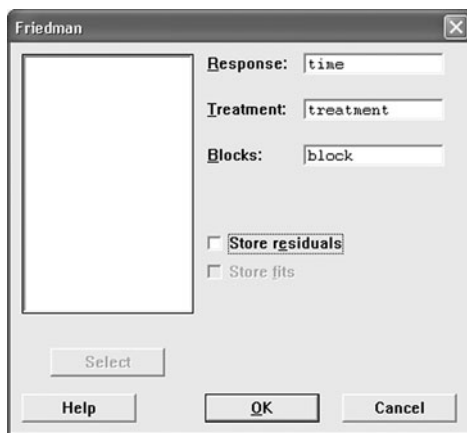 Friedman
Response: time
Treatment: treatment
Blocks: block
Store residuals
Store fits
Select
Help OK Cancel